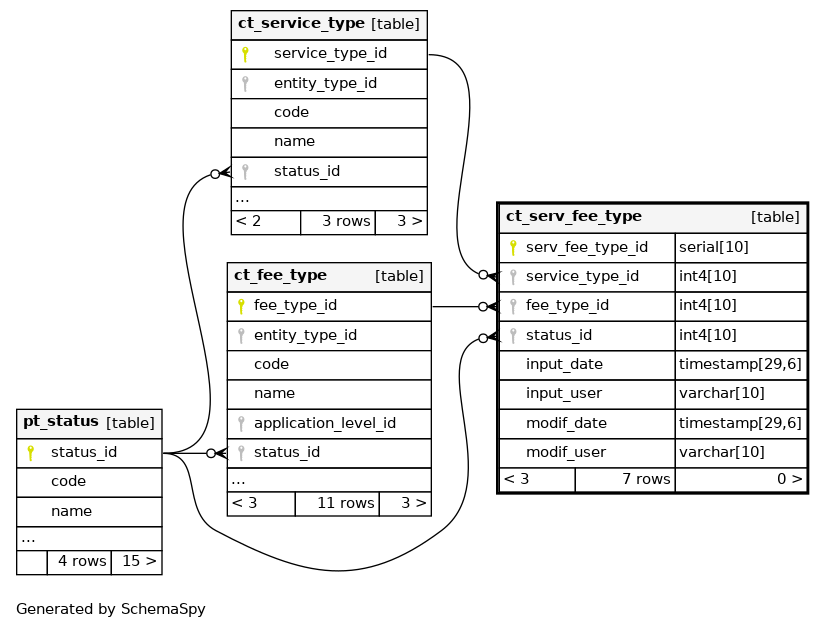 ct_service_type [table]
service_type_id
entity_type_id
code
name
status_id
...
< 2 3 rows 3 >
ct_serv_fee_type [table]
serv_fee_type_id serial[10]
service_type_id int4[10]
fee_type_id int4[10]
status_id int4[10]
input_date timestamp[29,6]
input_user varchar[10]
modif_date timestamp[29,6]
modif_user varchar[10]
< 3 7 rows 0 >
ct_fee_type [table]
fee_type_id
entity_type_id
code
name
application_level_id
status_id
...
< 3 11 rows 3 >
pt_status [table]
status_id
code
name
...
4 rows 15 >
Generated by SchemaSpy